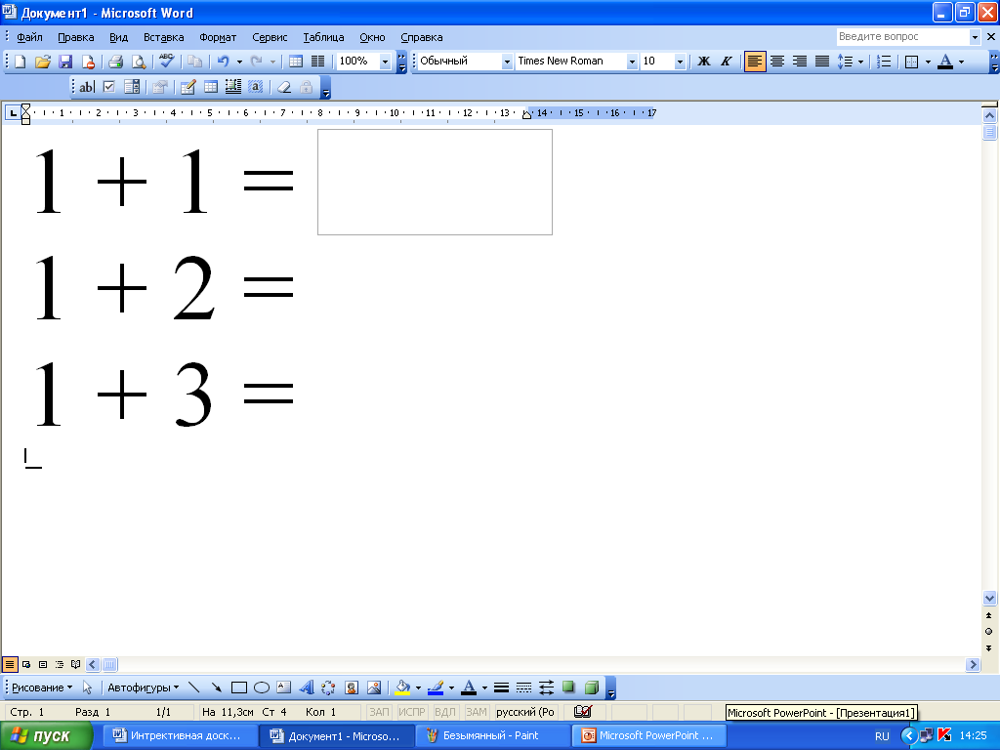 Документ1 - Microsoft Word
Файл Правка Вид Вставка Формат Сервис Таблица Окно Справка Введите вопрос
100% Обычный Times New Roman 10 Ж К
ab
1 2 3 4 5 6 7 8 9 10 11 12 13 14 15 16 17
1 + 1 =
1 + 2 =
1 + 3 =
Рисование Автофигуры
Стр. 1 Разд 1 1/1 На 11,3см Ст 4 Кол 1 ЗАП ИСПР ВДЛ ЗАМ русский (Ро
Microsoft PowerPoint - [Презентация1]
пуск Интрективная доск... Документ1 - Microso... Безымянный - Paint Microsoft PowerPoint ... RU 14:25